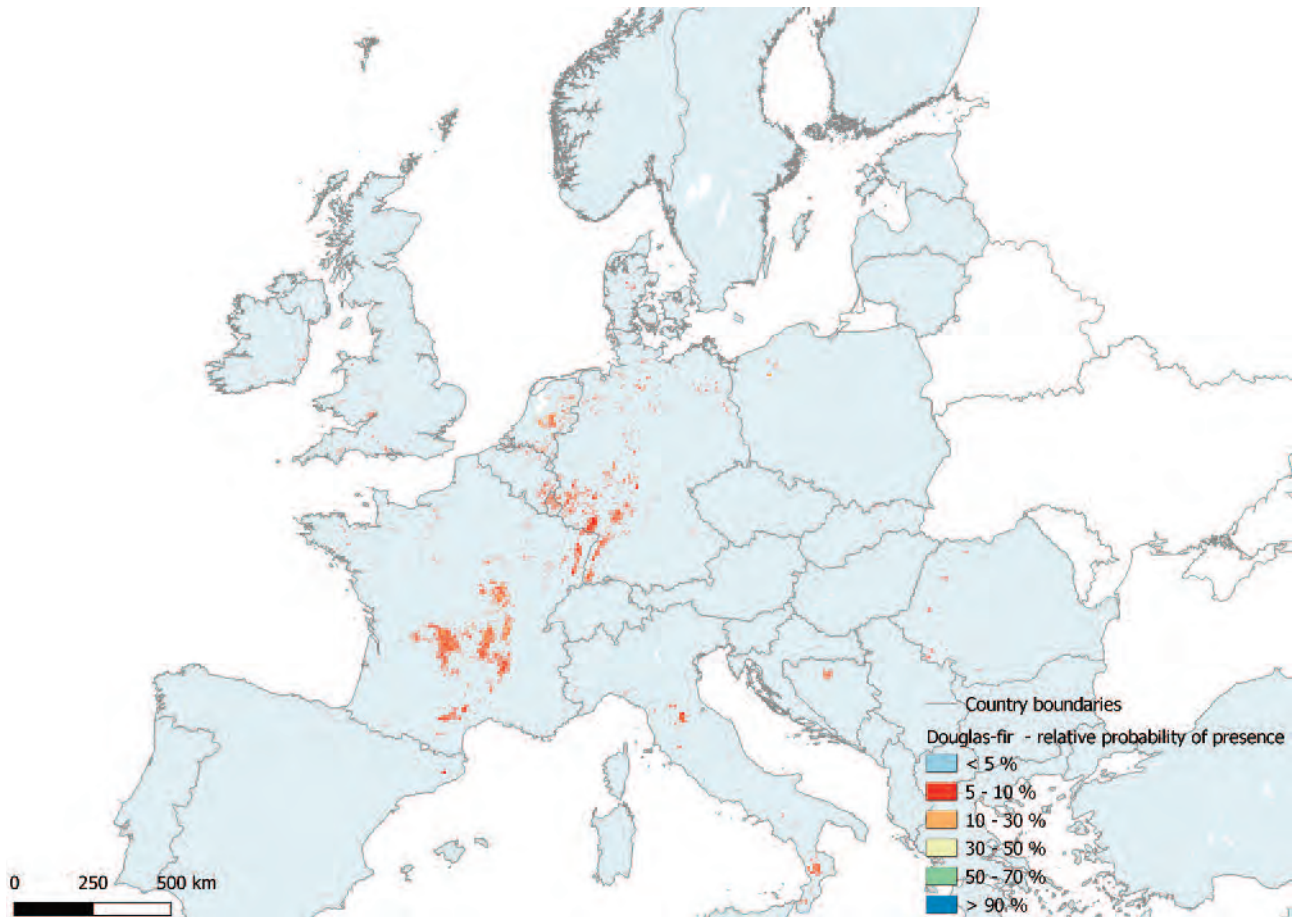 Country boundaries
Douglas-fir - relative probability of presence
< 5 %
5 - 10 %
10 - 30 %
30 - 50 %
50 - 70 %
> 90 %
0 250 500 km